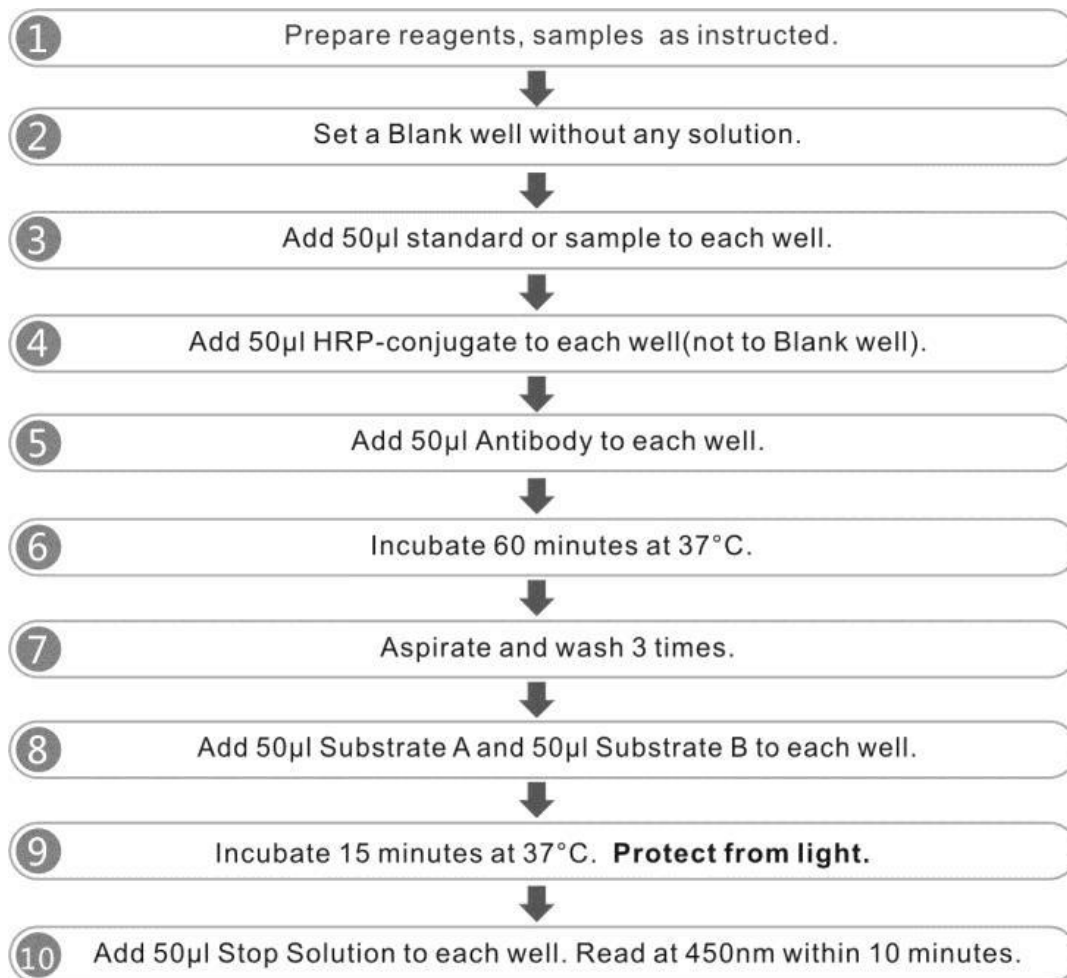 1 Prepare reagents, samples as instructed.
2 Set a Blank well without any solution.
3 Add 50µl standard or sample to each well.
4 Add 50µl HRP-conjugate to each well(not to Blank well).
5 Add 50µl Antibody to each well.
6 Incubate 60 minutes at 37°C.
7 Aspirate and wash 3 times.
8 Add 50µl Substrate A and 50µl Substrate B to each well.
9 Incubate 15 minutes at 37°C. Protect from light.
10 Add 50µl Stop Solution to each well. Read at 450nm within 10 minutes.